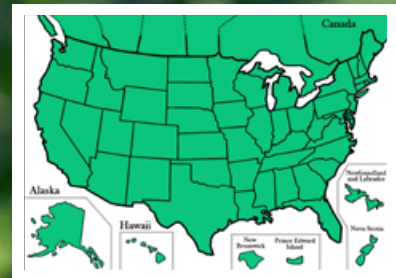 Canada
Newfoundland
and Labrador
Alaska
Hawaii
New
Brunswick
Prince Edward
Island
Nova Scotia